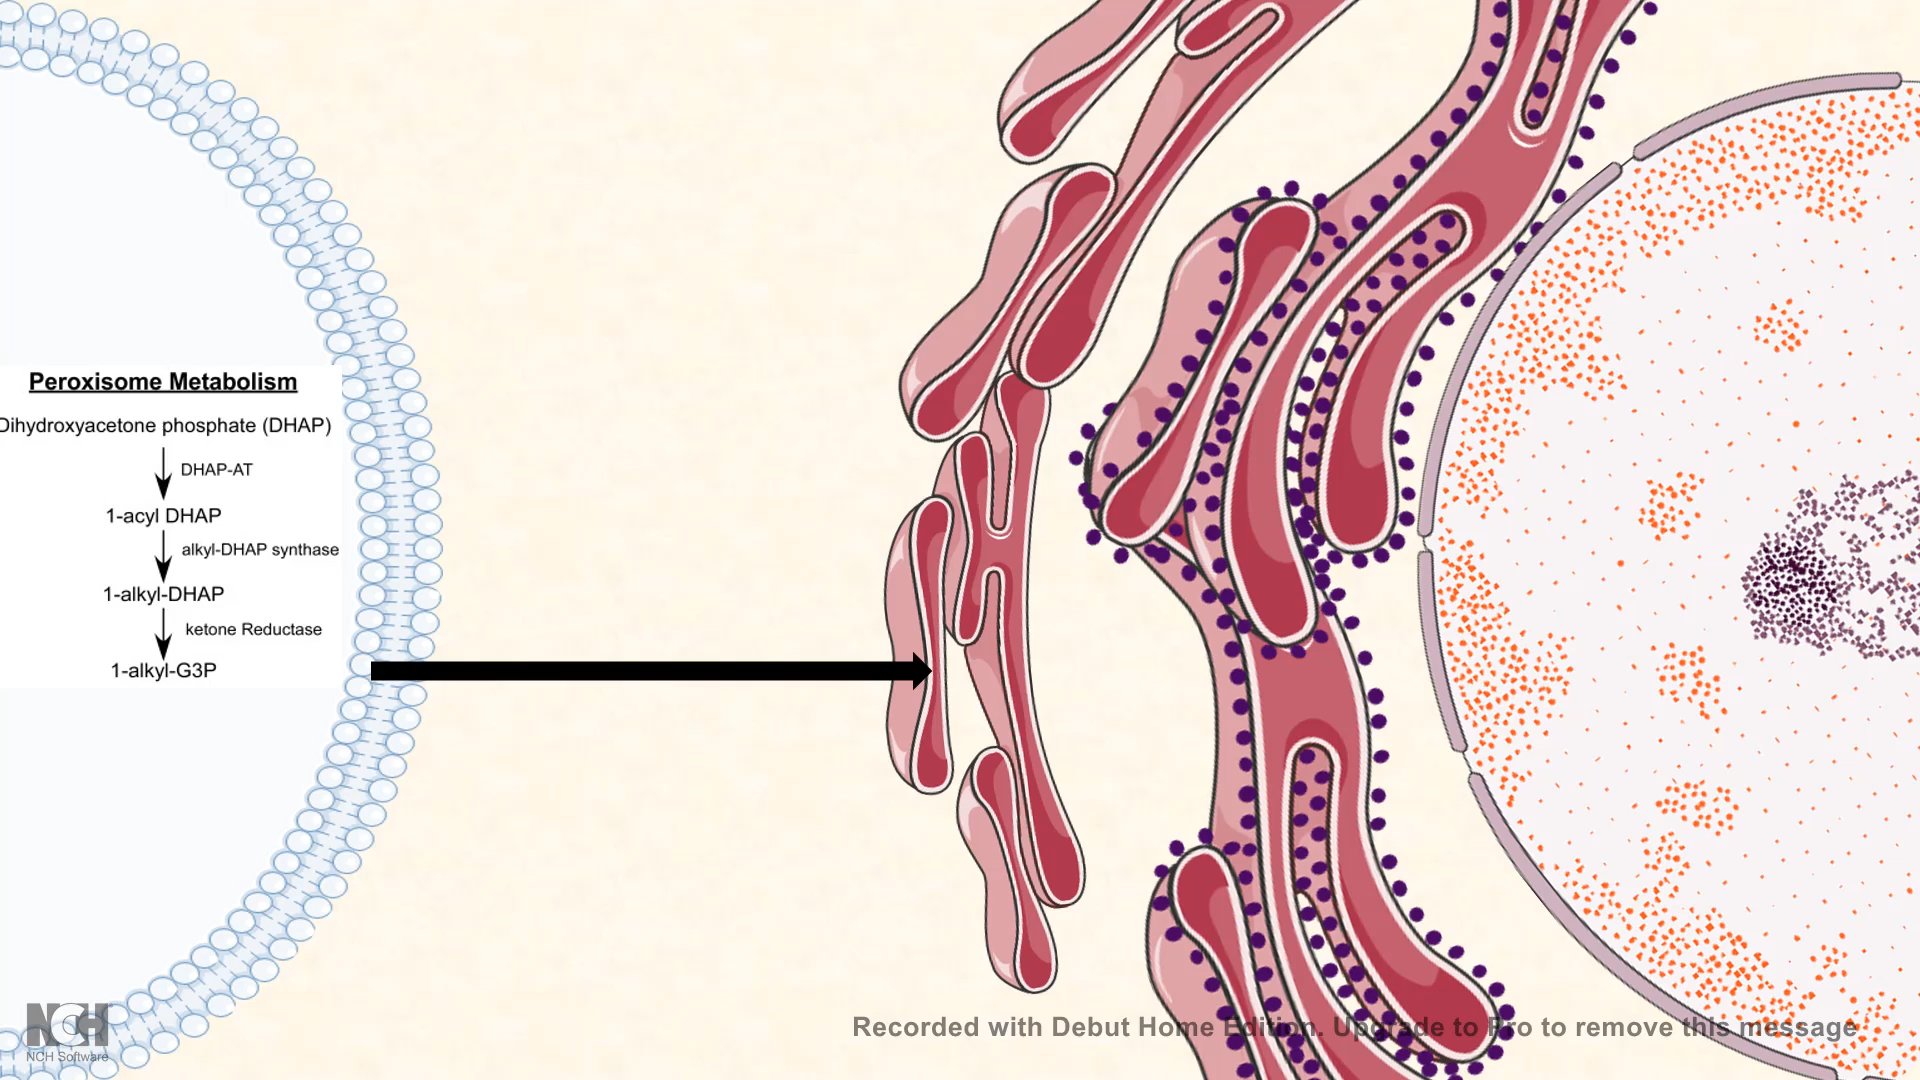 Peroxisome Metabolism
Dihydroxyacetone phosphate (DHAP)
DHAP-AT
1-acyl DHAP
alkyl-DHAP synthase
1-alkyl-DHAP
ketone Reductase
1-alkyl-G3P
NCH
NCH Software
Recorded with Debut Home Edition. Upgrade to Pro to remove this message